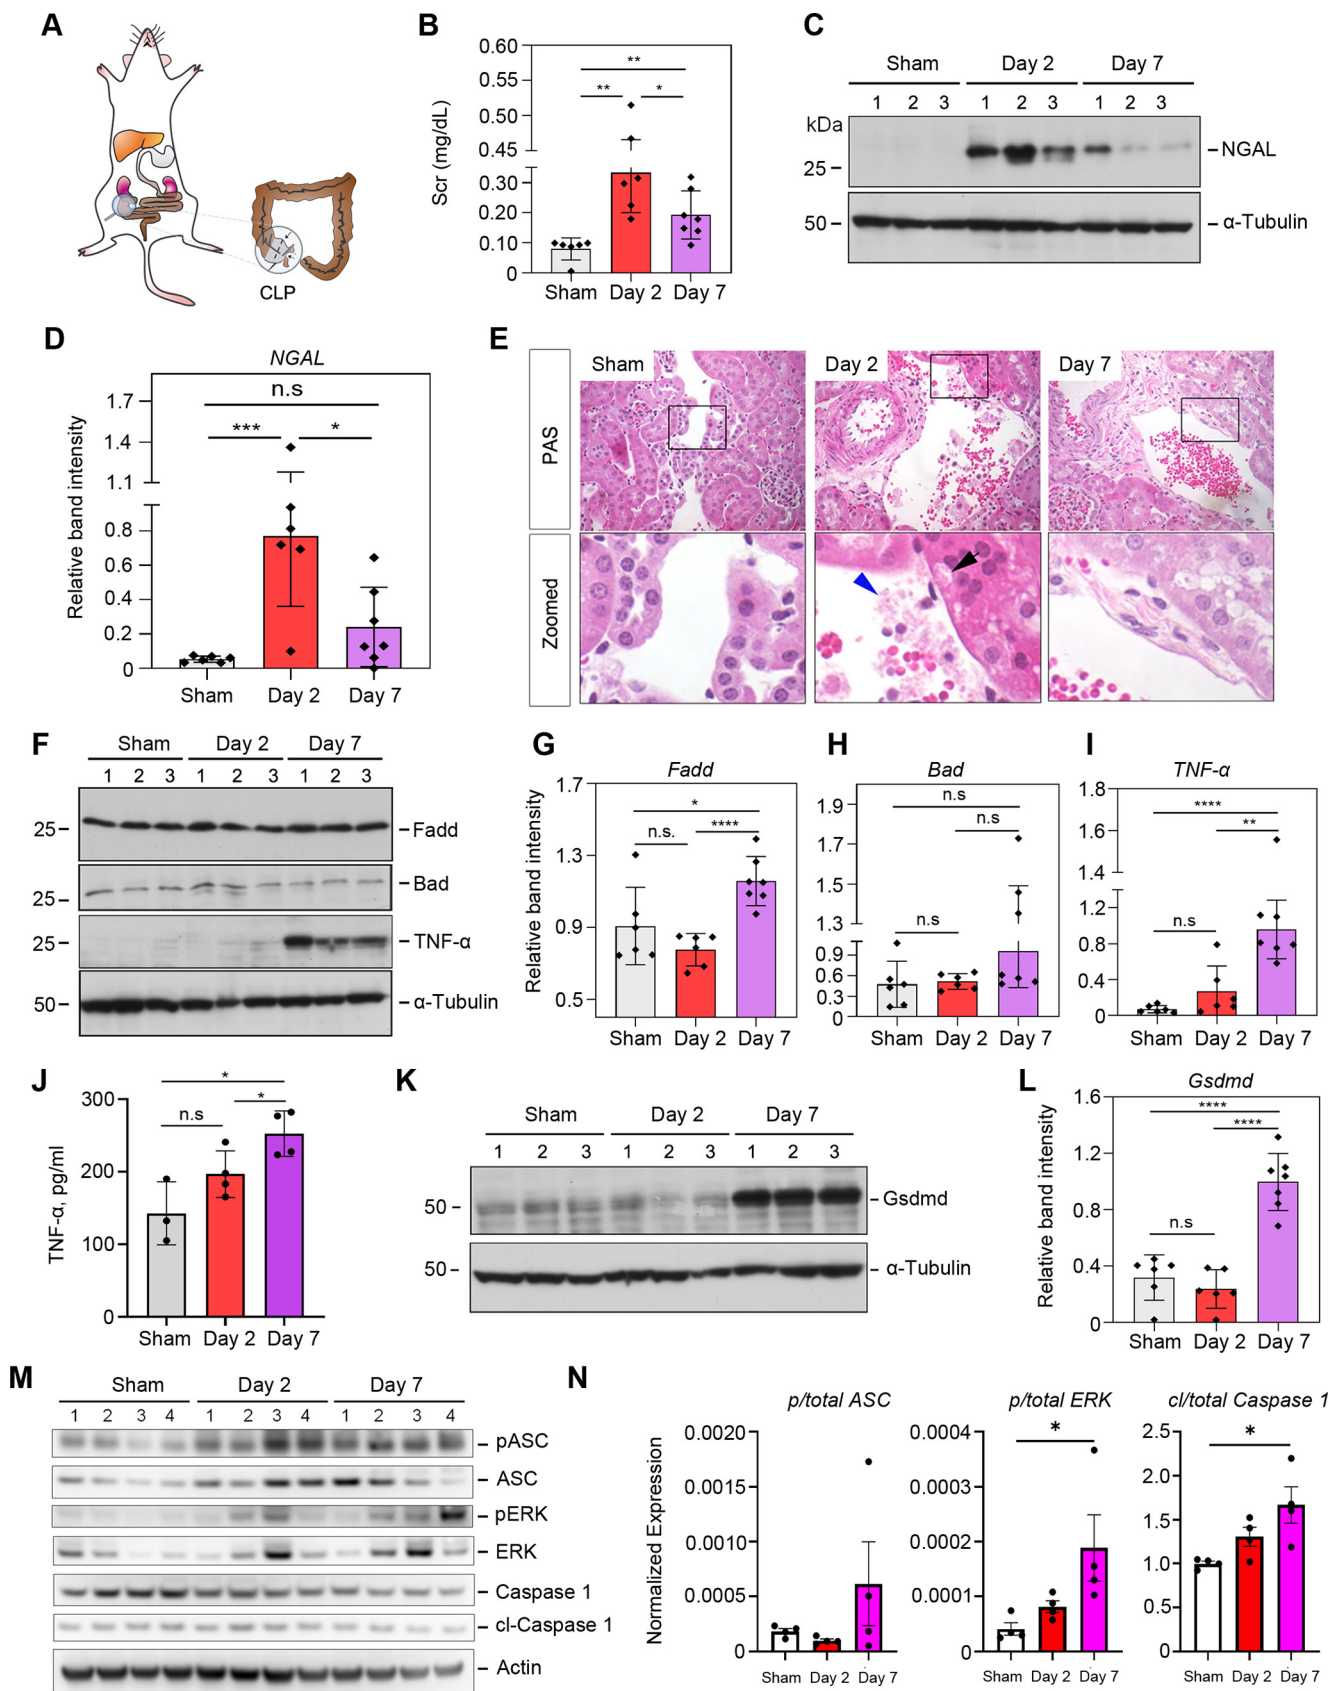 A
CLP
B
Scr (mg/dL)
0.60
0.55
0.50
0.45
0.30
0.20
0.10
0
**
** *
Sham Day 2 Day 7
C
Sham Day 2 Day 7
1 2 3 1 2 3 1 2 3
kDa
25 –
– NGAL
50 –
– α-Tubulin
D
NGAL
Relative band intensity
1.7
1.4
1.1
0.8
0.6
0.4
0.2
0
n.s
*** *
Sham Day 2 Day 7
E
PAS
Sham Day 2 Day 7
Zoomed
F
Sham Day 2 Day 7
1 2 3 1 2 3 1 2 3
25 –
– Fadd
25 –
– Bad
25 –
– TNF-α
50 –
– α-Tubulin
G
Fadd
Relative band intensity
1.7
1.3
0.9
0.5
*
n.s. ****
Sham Day 2 Day 7
H
Bad
1.9
1.7
1.5
1.3
0.9
0.6
0.3
0
n.s
n.s
n.s
Sham Day 2 Day 7
I
TNF-α
1.8
1.6
1.4
1.2
0.8
0.4
0
****
**
n.s
Sham Day 2 Day 7
J
TNF-α, pg/ml
300
200
100
0
*
*
n.s
Sham Day 2 Day 7
K
Sham Day 2 Day 7
1 2 3 1 2 3 1 2 3
50 –
– Gsdmd
50 –
– α-Tubulin
L
Gsdmd
Relative band intensity
1.6
1.2
0.8
0.4
0
****
****
n.s
Sham Day 2 Day 7
M
Sham Day 2 Day 7
1 2 3 4 1 2 3 4 1 2 3 4
– pASC
– ASC
– pERK
– ERK
– Caspase 1
– cl-Caspase 1
– Actin
N
Normalized Expression
p/total ASC
0.0020
0.0015
0.0010
0.0005
0
Sham Day 2 Day 7
p/total ERK
0.0004
0.0003
0.0002
0.0001
0
*
Sham Day 2 Day 7
cl/total Caspase 1
2.5
2.0
1.5
1.0
0.5
0
*
Sham Day 2 Day 7